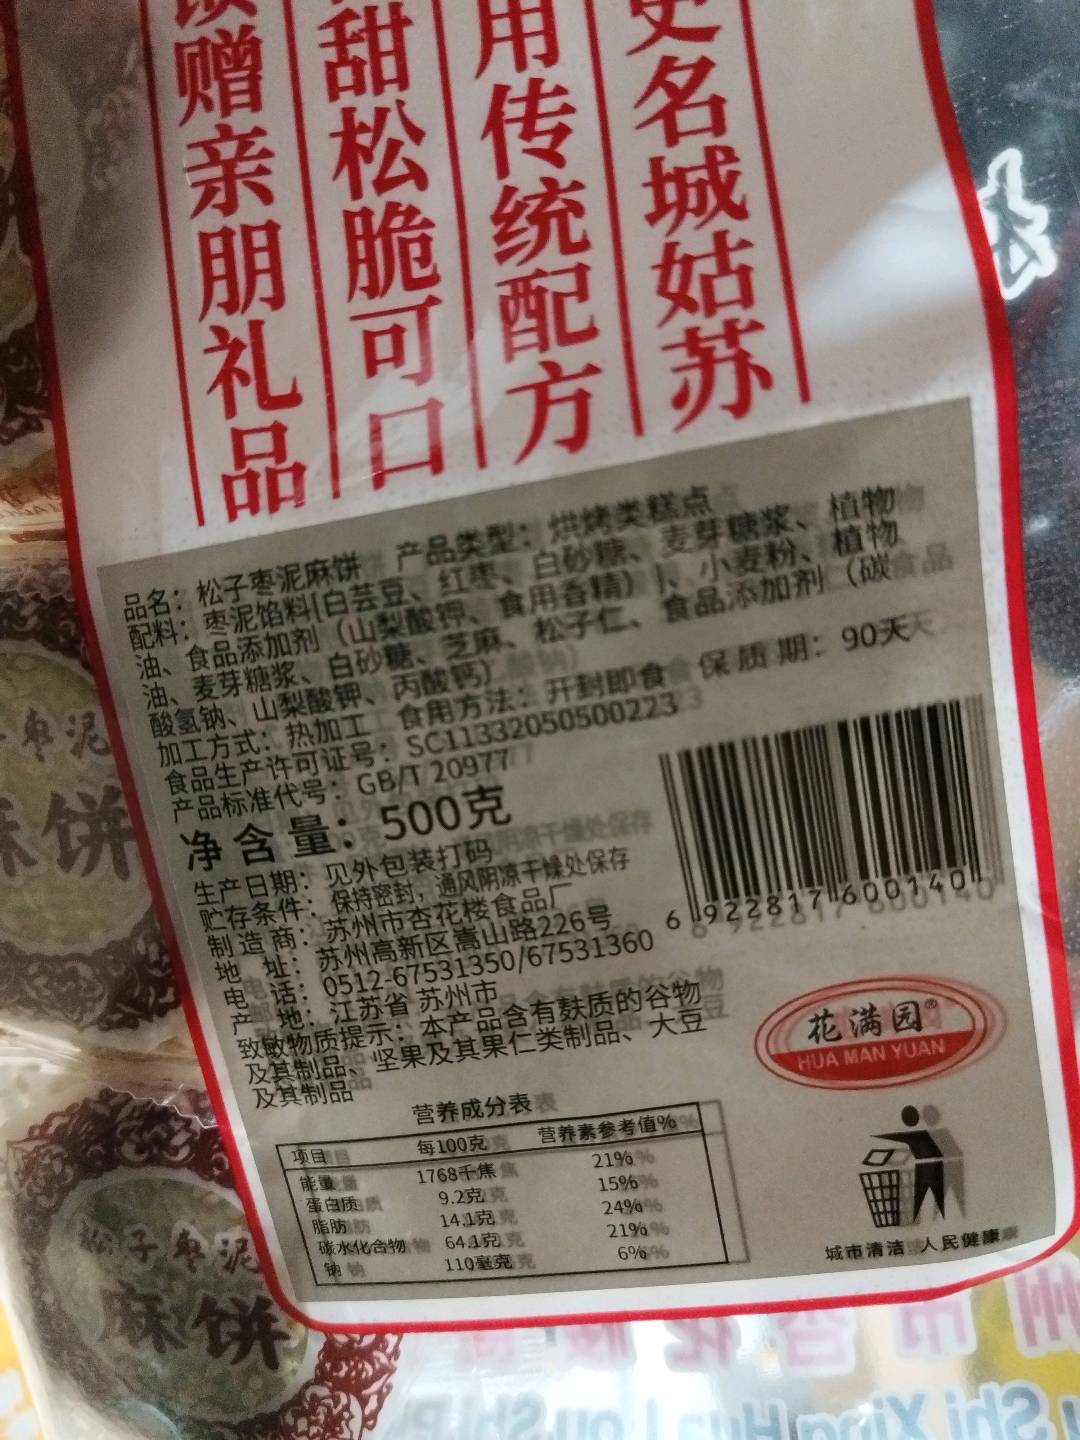 史名城姑苏
用传统配方
甜松脆可口
馈赠亲朋礼品
品名：松子枣泥麻饼 产品类型：烘烤类糕点
配料：枣泥馅料[白芸豆、红枣、白砂糖、麦芽糖浆、植物
油、食品添加剂（山梨酸钾、食用香精）]、小麦粉、植物
油、麦芽糖浆、白砂糖、芝麻、松子仁、食品添加剂（碳
酸氢钠、山梨酸钾、丙酸钙）
加工方式：热加工 食用方法：开封即食 保质期：90天
食品生产许可证号：SC11332050500223
产品标准代号：GB/T 20977
净含量：500克
生产日期：见外包装打码
贮存条件：保持密封，通风阴凉干燥处保存
制造商：苏州市杏花楼食品厂
地址：苏州高新区嵩山路226号
电话：0512-67531350/67531360
产地：江苏省 苏州市
致敏物质提示：本产品含有麸质的谷物
及其制品、坚果及其果仁类制品、大豆
及其制品
6 922817 600140
花满园®
HUA MAN YUAN
营养成分表
项目 每100克 营养素参考值%
能量 1768千焦 21%
蛋白质 9.2克 15%
脂肪 14.1克 24%
碳水化合物 64.1克 21%
钠 110毫克 6%
城市清洁 人民健康
枣泥
麻饼
松子枣泥
麻饼